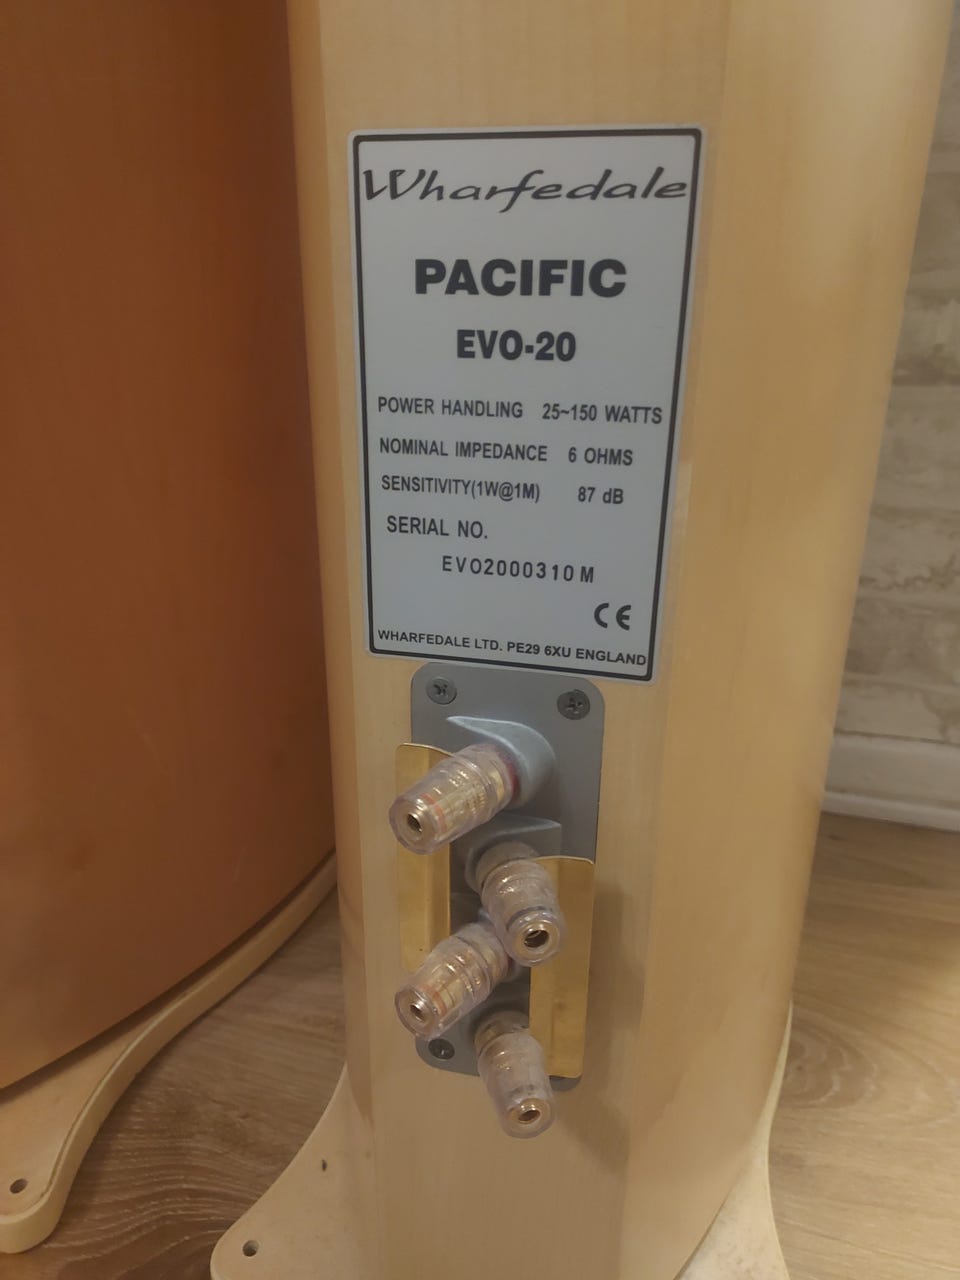 Wharfedale
PACIFIC
EVO-20
POWER HANDLING 25~150 WATTS
NOMINAL IMPEDANCE 6 OHMS
SENSITIVITY(1W@1M) 87 dB
SERIAL NO.
EVO2000310M
CE
WHARFEDALE LTD. PE29 6XU ENGLAND